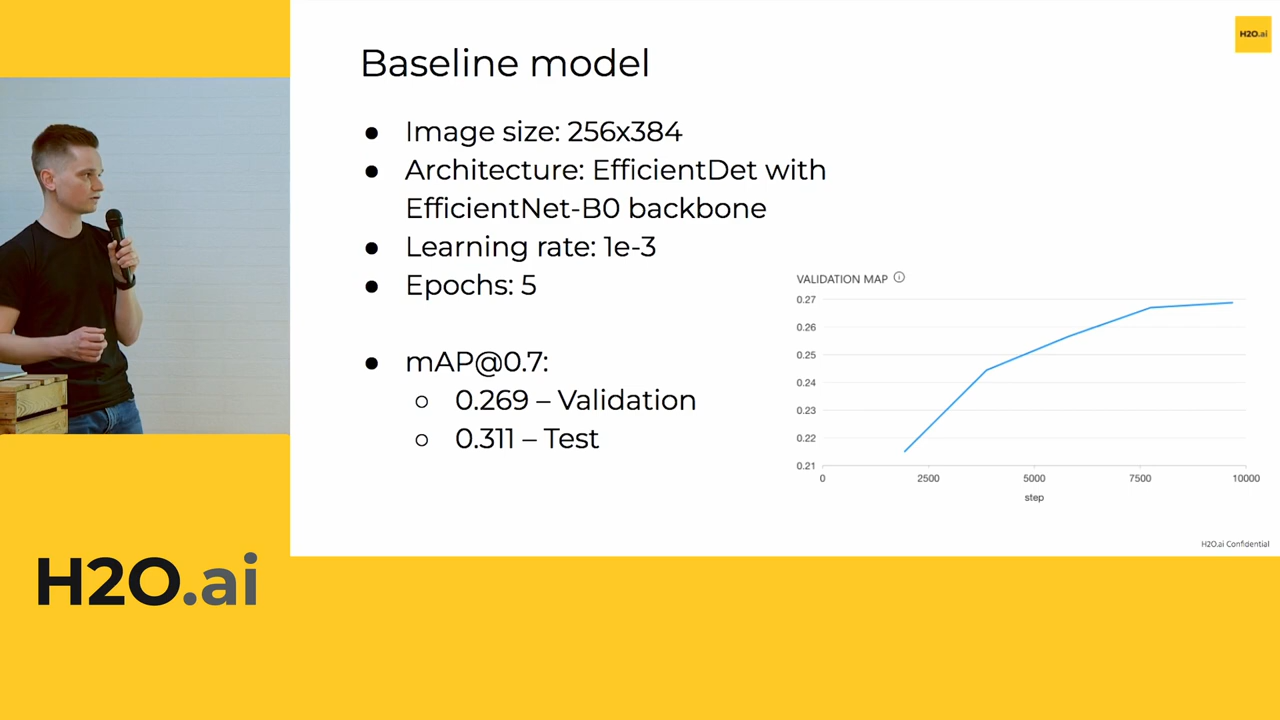 H2O.ai
Baseline model
● Image size: 256x384
● Architecture: EfficientDet with
EfficientNet-B0 backbone
● Learning rate: 1e-3
● Epochs: 5
● mAP@0.7:
○ 0.269 – Validation
○ 0.311 – Test
VALIDATION MAP
0.27
0.26
0.25
0.24
0.23
0.22
0.21
0 2500 5000 7500 10000
step
H2O.ai Confidential
H2O.ai